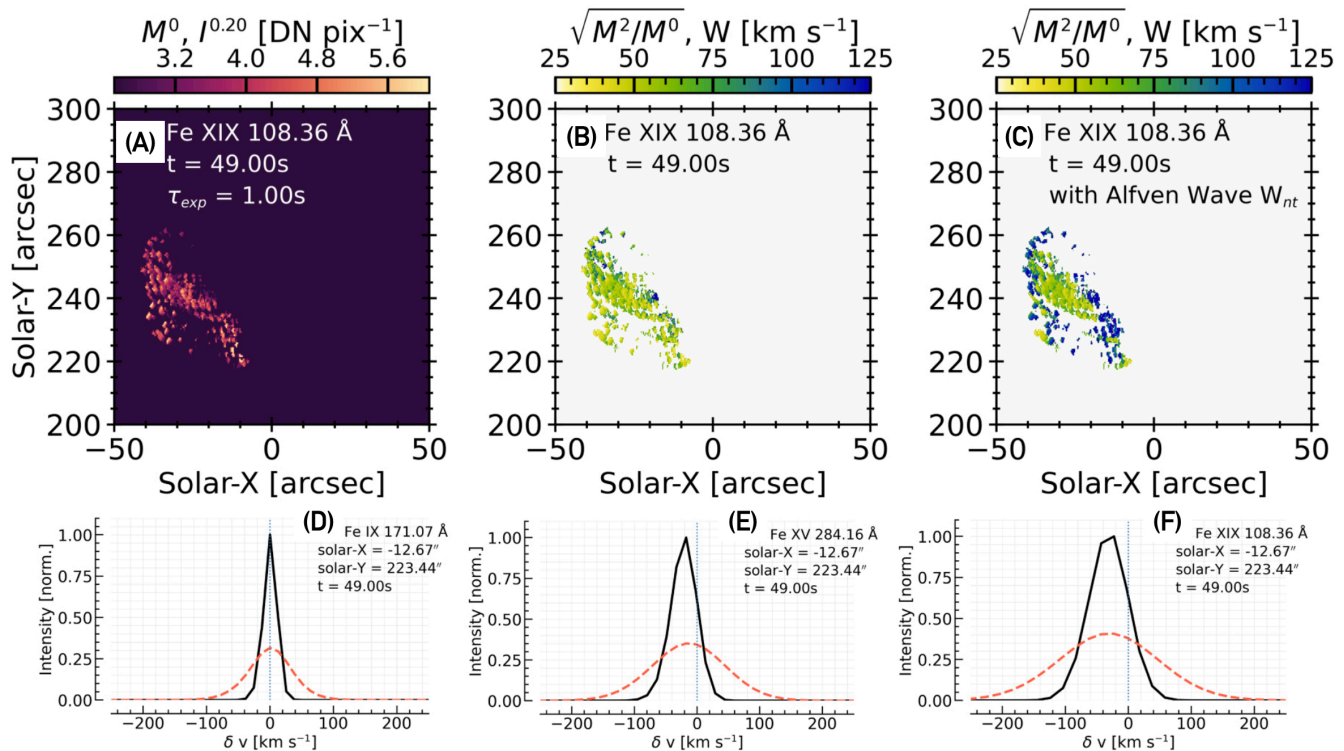 M⁰, I⁰·²⁰ [DN pix⁻¹]
3.2 4.0 4.8 5.6
√M²/M⁰, W [km s⁻¹]
25 50 75 100 125
√M²/M⁰, W [km s⁻¹]
25 50 75 100 125
(A) Fe XIX 108.36 Å
t = 49.00s
τexp = 1.00s
300
280
260
240
220
200
Solar-Y [arcsec]
−50 0 50
Solar-X [arcsec]
(B) Fe XIX 108.36 Å
t = 49.00s
300
280
260
240
220
200
−50 0 50
Solar-X [arcsec]
(C) Fe XIX 108.36 Å
t = 49.00s
with Alfven Wave Wnt
300
280
260
240
220
200
−50 0 50
Solar-X [arcsec]
(D)
Fe IX 171.07 Å
solar-X = -12.67″
solar-Y = 223.44″
t = 49.00s
1.00
0.75
0.50
0.25
0.00
Intensity [norm.]
−200 −100 0 100 200
δ v [km s⁻¹]
(E)
Fe XV 284.16 Å
solar-X = -12.67″
solar-Y = 223.44″
t = 49.00s
1.00
0.75
0.50
0.25
0.00
Intensity [norm.]
−200 −100 0 100 200
δ v [km s⁻¹]
(F)
Fe XIX 108.36 Å
solar-X = -12.67″
solar-Y = 223.44″
t = 49.00s
1.00
0.75
0.50
0.25
0.00
Intensity [norm.]
−200 −100 0 100 200
δ v [km s⁻¹]